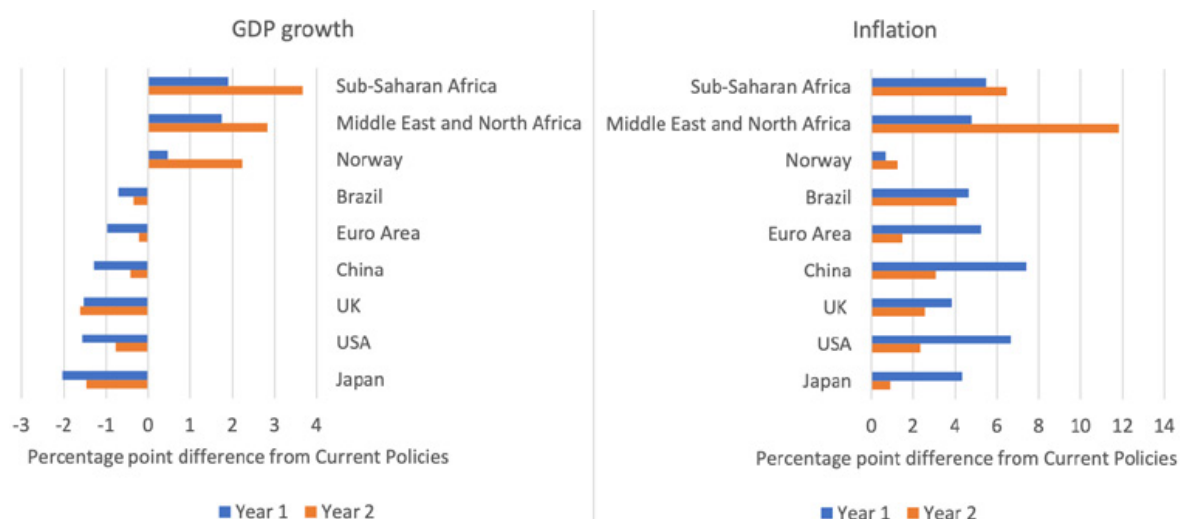 GDP growth
Sub-Saharan Africa
Middle East and North Africa
Norway
Brazil
Euro Area
China
UK
USA
Japan
-3 -2 -1 0 1 2 3 4
Percentage point difference from Current Policies
Year 1 Year 2
Inflation
Sub-Saharan Africa
Middle East and North Africa
Norway
Brazil
Euro Area
China
UK
USA
Japan
0 2 4 6 8 10 12 14
Percentage point difference from Current Policies
Year 1 Year 2